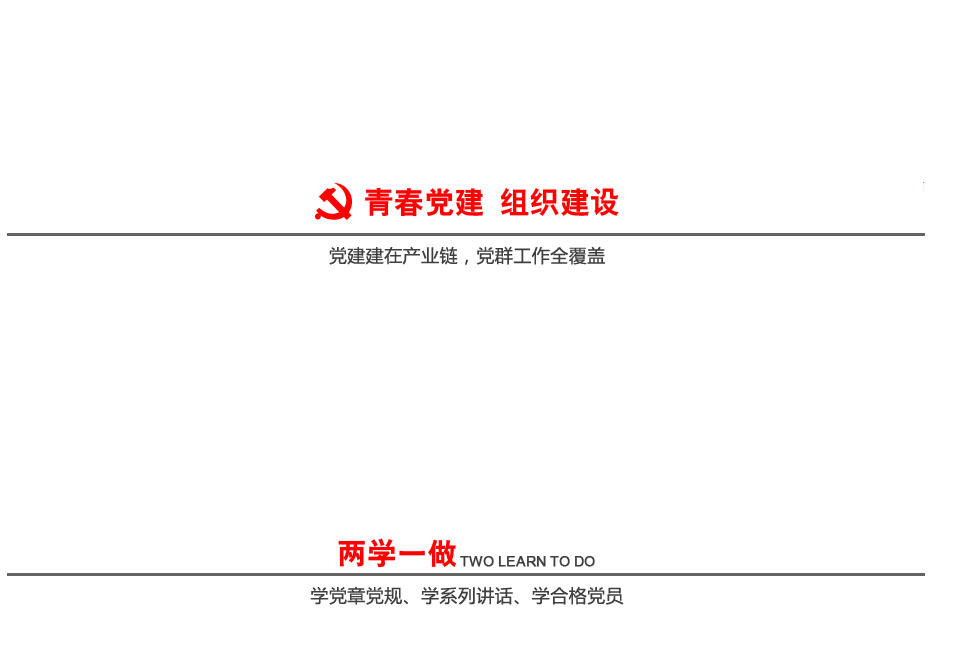 青春党建 组织建设
党建建在产业链，党群工作全覆盖
两学一做 TWO LEARN TO DO
学党章党规、学系列讲话、学合格党员